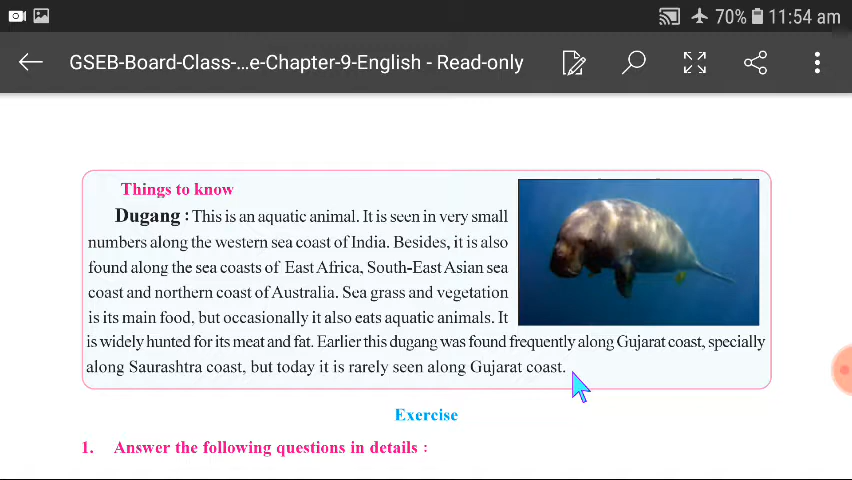 70% 11:54 am
GSEB-Board-Class-...e-Chapter-9-English - Read-only
Things to know
Dugang : This is an aquatic animal. It is seen in very small
numbers along the western sea coast of India. Besides, it is also
found along the sea coasts of East Africa, South-East Asian sea
coast and northern coast of Australia. Sea grass and vegetation
is its main food, but occasionally it also eats aquatic animals. It
is widely hunted for its meat and fat. Earlier this dugang was found frequently along Gujarat coast, specially
along Saurashtra coast, but today it is rarely seen along Gujarat coast.
Exercise
1. Answer the following questions in details :